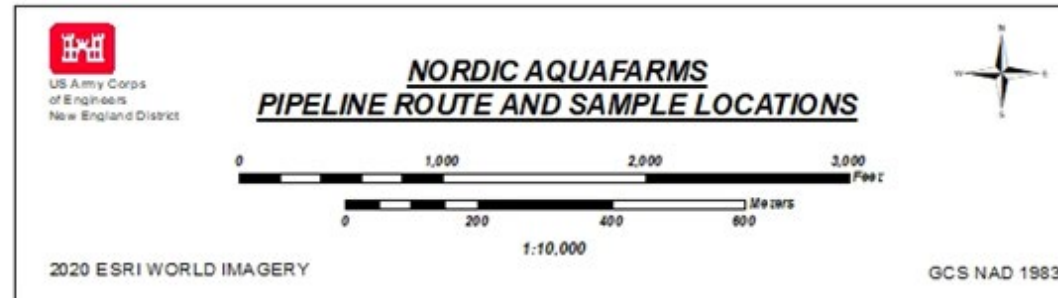 US Army Corps
of Engineers
New England District
NORDIC AQUAFARMS
PIPELINE ROUTE AND SAMPLE LOCATIONS
N
W E
S
0 1,000 2,000 3,000
Feet
Meters
0 200 400 600
1:10,000
2020 ESRI WORLD IMAGERY
GCS NAD 1983